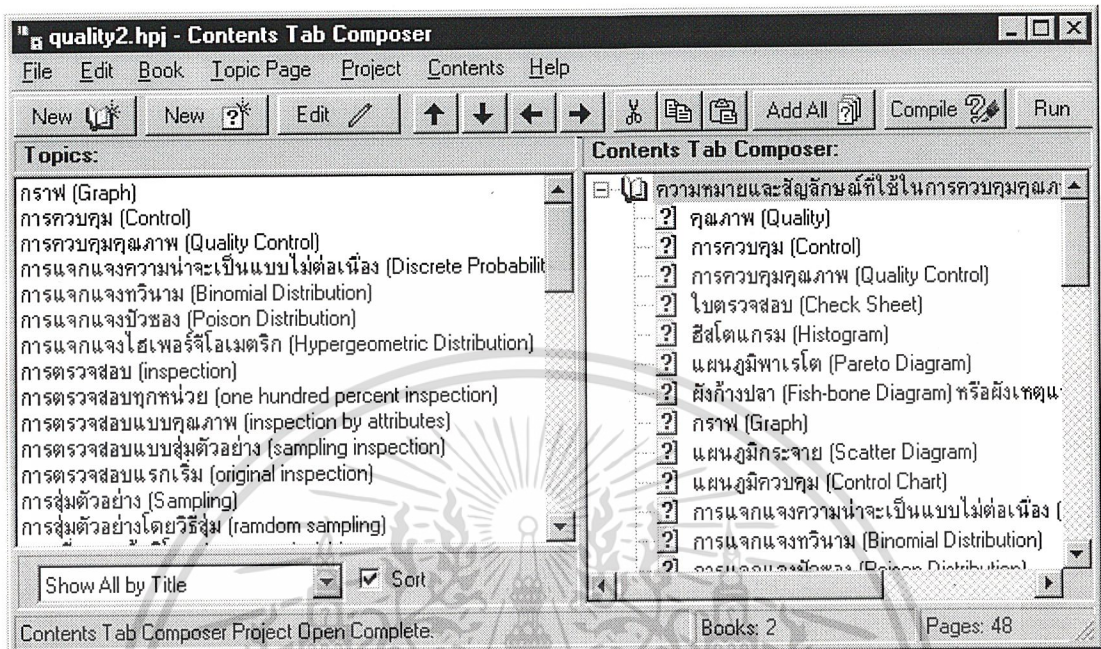 quality2.hpj - Contents Tab Composer
File Edit Book Topic Page Project Contents Help
New New Edit Add All Compile Run
Topics:
กราฟ (Graph)
การควบคุม (Control)
การควบคุมคุณภาพ (Quality Control)
การแจกแจงความน่าจะเป็นแบบไม่ต่อเนื่อง (Discrete Probabilit
การแจกแจงทวินาม (Binomial Distribution)
การแจกแจงปัวซอง (Poison Distribution)
การแจกแจงไฮเพอร์จีโอเมตริก (Hypergeometric Distribution)
การตรวจสอบ (inspection)
การตรวจสอบทุกหน่วย (one hundred percent inspection)
การตรวจสอบแบบคุณภาพ (inspection by attributes)
การตรวจสอบแบบสุ่มตัวอย่าง (sampling inspection)
การตรวจสอบแรกเริ่ม (original inspection)
การสุ่มตัวอย่าง (Sampling)
การสุ่มตัวอย่างโดยวิธีสุ่ม (ramdom sampling)
Show All by Title Sort
Contents Tab Composer:
ความหมายและสัญลักษณ์ที่ใช้ในการควบคุมคุณภ
คุณภาพ (Quality)
การควบคุม (Control)
การควบคุมคุณภาพ (Quality Control)
ใบตรวจสอบ (Check Sheet)
ฮีสโตแกรม (Histogram)
แผนภูมิพาเรโต (Pareto Diagram)
ผังก้างปลา (Fish-bone Diagram) หรือผังเหตุแ
กราฟ (Graph)
แผนภูมิกระจาย (Scatter Diagram)
แผนภูมิควบคุม (Control Chart)
การแจกแจงความน่าจะเป็นแบบไม่ต่อเนื่อง (
การแจกแจงทวินาม (Binomial Distribution)
การแจกแจงปัวซอง (Poison Distribution)
Contents Tab Composer Project Open Complete. Books: 2 Pages: 48